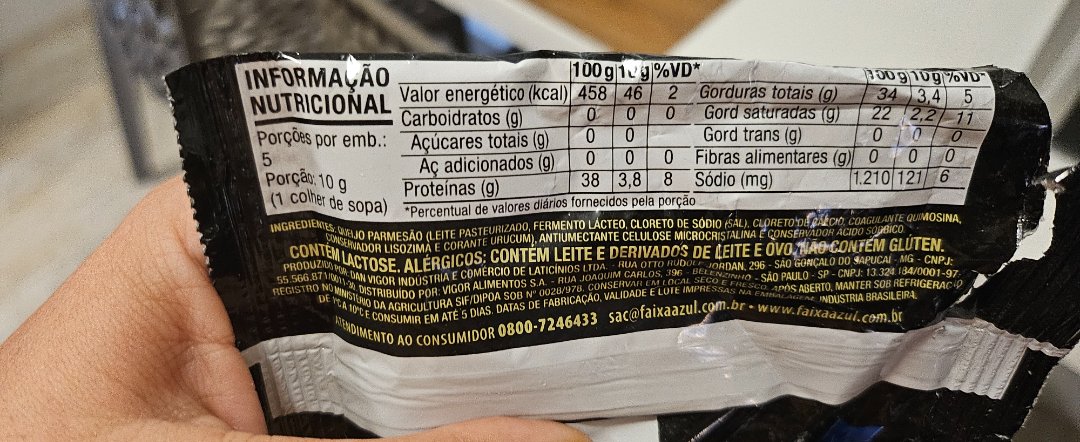 INFORMAÇÃO
NUTRICIONAL
Porções por emb.:
5
Porção: 10 g
(1 colher de sopa)
100 g 10 g %VD*
Valor energético (kcal) 458 46 2
Carboidratos (g) 0 0 0
Açúcares totais (g) 0 0
Aç adicionados (g) 0 0 0
Proteínas (g) 38 3,8 8
100 g 10 g %VD*
Gorduras totais (g) 34 3,4 5
Gord saturadas (g) 22 2,2 11
Gord trans (g) 0 0 0
Fibras alimentares (g) 0 0 0
Sódio (mg) 1.210 121 6
*Percentual de valores diários fornecidos pela porção
INGREDIENTES: QUEIJO PARMESÃO (LEITE PASTEURIZADO, FERMENTO LÁCTEO, CLORETO DE SÓDIO (SAL), CLORETO DE CÁLCIO, COAGULANTE QUIMOSINA,
CONSERVADOR LISOZIMA E CORANTE URUCUM), ANTIUMECTANTE CELULOSE MICROCRISTALINA E CONSERVADOR ÁCIDO SÓRBICO.
CONTÉM LACTOSE. ALÉRGICOS: CONTÉM LEITE E DERIVADOS DE LEITE E OVO. NÃO CONTÉM GLÚTEN.
PRODUZIDO POR: DAN VIGOR INDÚSTRIA E COMÉRCIO DE LATICÍNIOS LTDA. - RUA OTTO RUDOLF JORDAN, 296 - SÃO GONÇALO DO SAPUCAÍ - MG - CNPJ:
DISTRIBUÍDO POR: VIGOR ALIMENTOS S.A. - RUA JOAQUIM CARLOS, 396 - BELENZINHO - SÃO PAULO - SP - CNPJ: 13.324.184/0001-97
REGISTRO NO MINISTÉRIO DA AGRICULTURA SIF/DIPOA SOB Nº 0028/978. CONSERVAR EM LOCAL SECO E FRESCO. APÓS ABERTO, MANTER SOB REFRIGERAÇÃO
DE 1°C A 10°C E CONSUMIR EM ATÉ 5 DIAS. DATAS DE FABRICAÇÃO, VALIDADE E LOTE IMPRESSAS NA EMBALAGEM. INDÚSTRIA BRASILEIRA.
ATENDIMENTO AO CONSUMIDOR 0800-7246433 sac@faixaazul.com.br • www.faixaazul.com.br